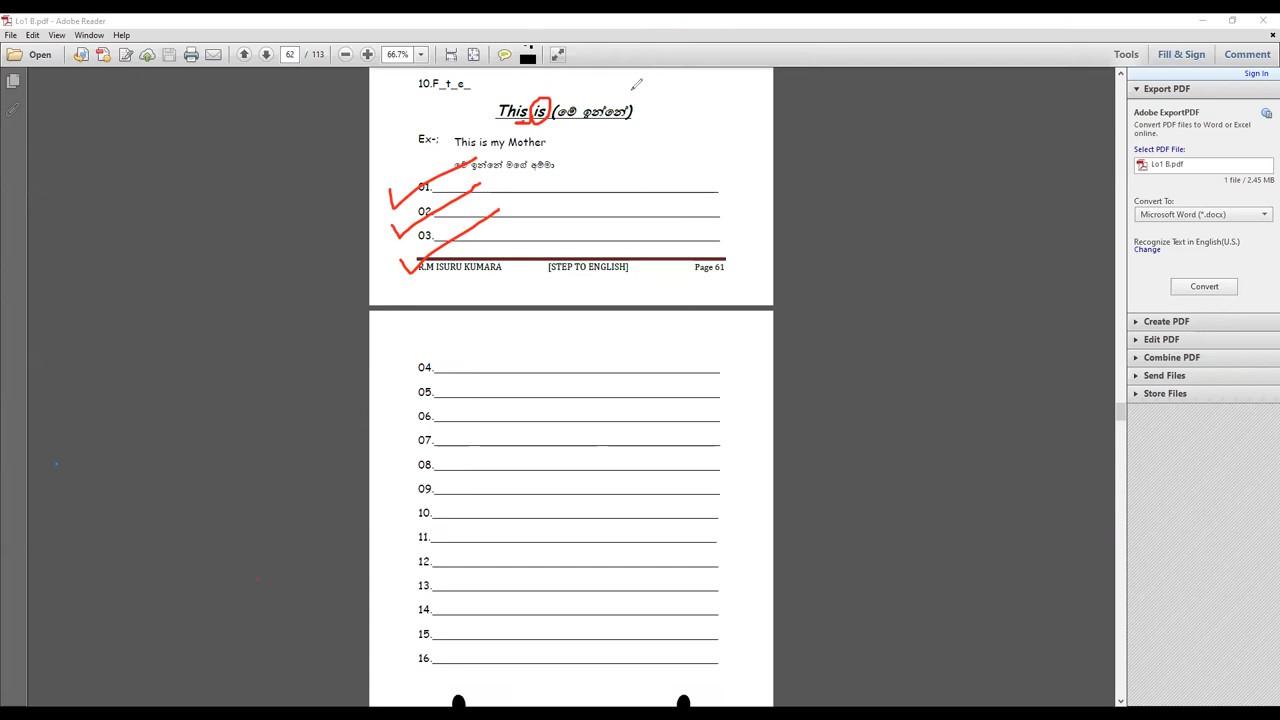 Lo1 B.pdf - Adobe Reader
File Edit View Window Help
Open 62 / 113 66.7% Tools Fill & Sign Comment
Sign In
10.F_t_e_
This is (මේ ඉන්නේ)
Ex-; This is my Mother
මේ ඉන්නේ මගේ අම්මා
01.
02.
03.
R.M ISURU KUMARA [STEP TO ENGLISH] Page 61
04.
05.
06.
07.
08.
09.
10.
11.
12.
13.
14.
15.
16.
Export PDF
Adobe ExportPDF
Convert PDF files to Word or Excel
online.
Select PDF File:
Lo1 B.pdf
1 file / 2.45 MB
Convert To:
Microsoft Word (*.docx)
Recognize Text in English(U.S.)
Change
Convert
Create PDF
Edit PDF
Combine PDF
Send Files
Store Files